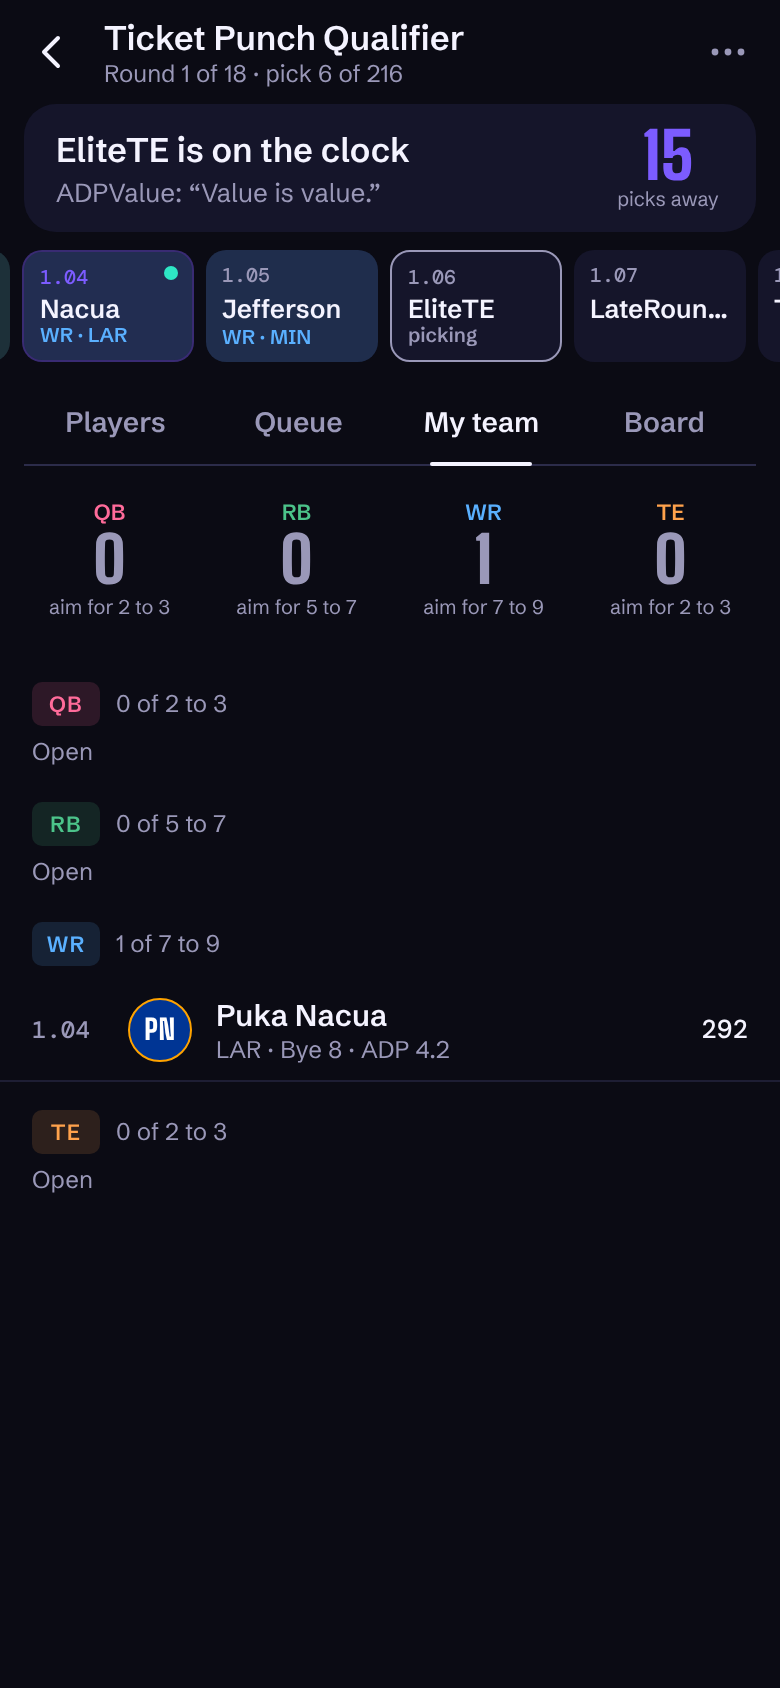 Ticket Punch Qualifier
Round 1 of 18 · pick 6 of 216
EliteTE is on the clock
ADPValue: “Value is value.”
15
picks away
1.04
Nacua
WR · LAR
1.05
Jefferson
WR · MIN
1.06
EliteTE
picking
1.07
LateRoun...
Players
Queue
My team
Board
QB
0
aim for 2 to 3
RB
0
aim for 5 to 7
WR
1
aim for 7 to 9
TE
0
aim for 2 to 3
QB 0 of 2 to 3
Open
RB 0 of 5 to 7
Open
WR 1 of 7 to 9
1.04
PN
Puka Nacua
LAR · Bye 8 · ADP 4.2
292
TE 0 of 2 to 3
Open